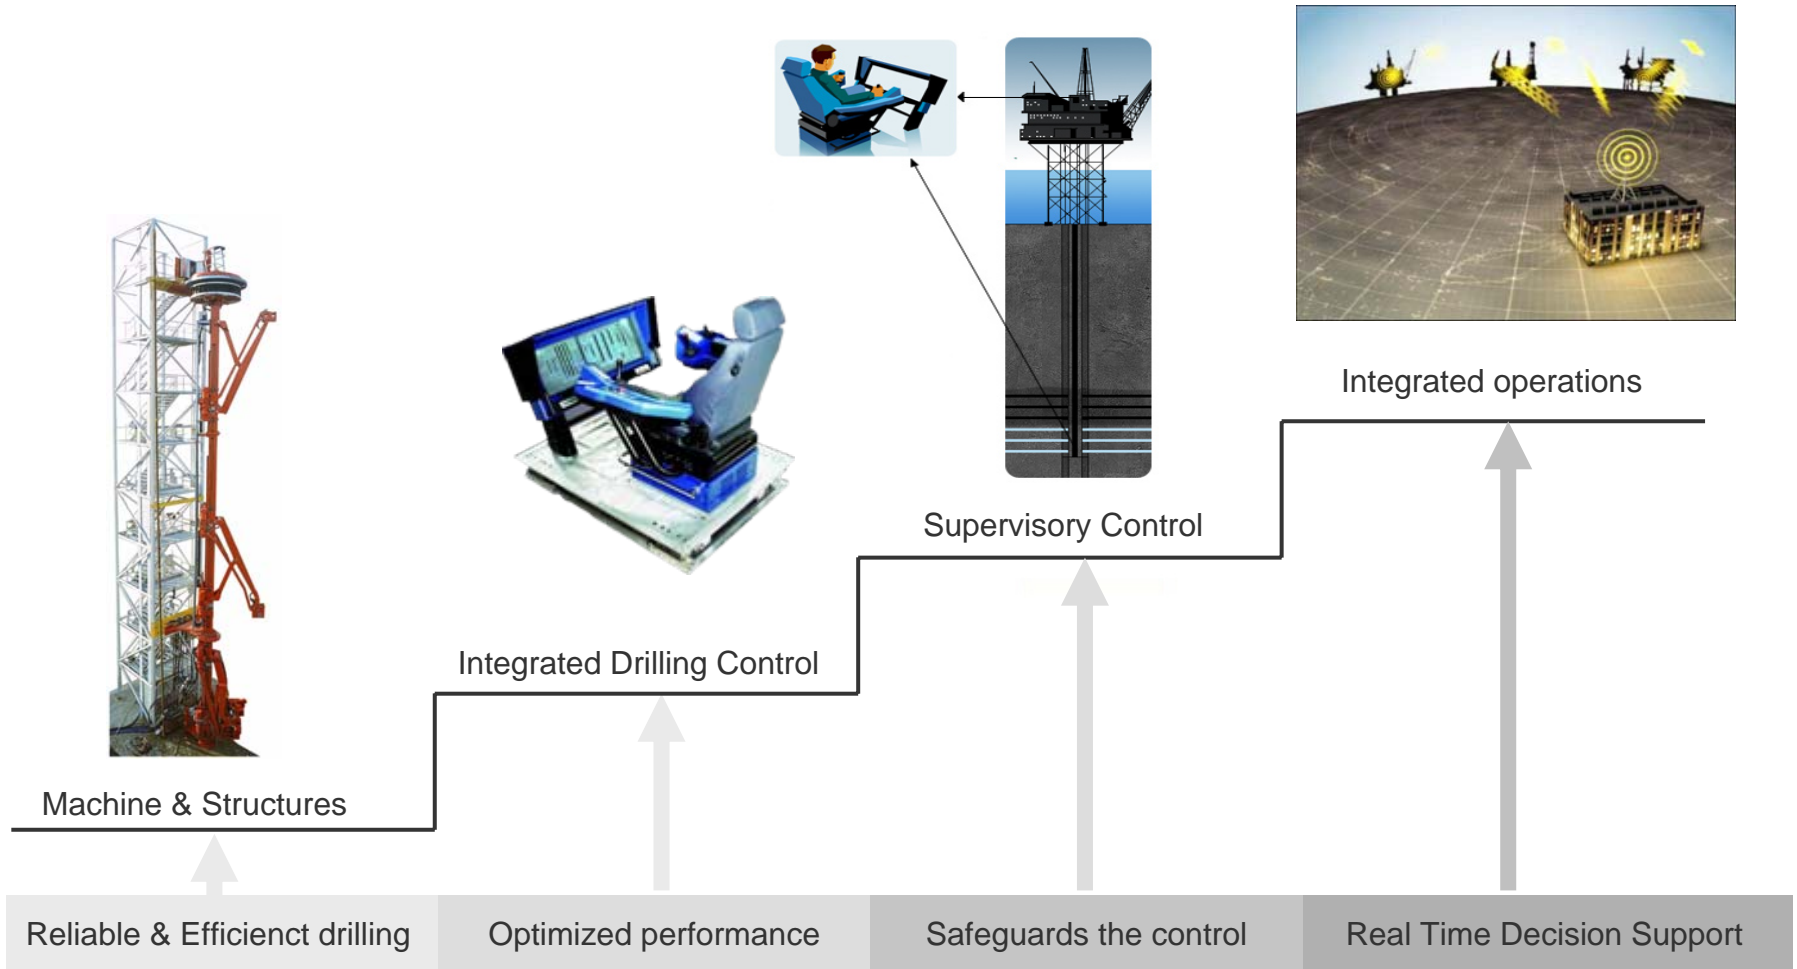 Integrated operations
Supervisory Control
Integrated Drilling Control
Machine & Structures
Reliable & Efficienct drilling
Optimized performance
Safeguards the control
Real Time Decision Support